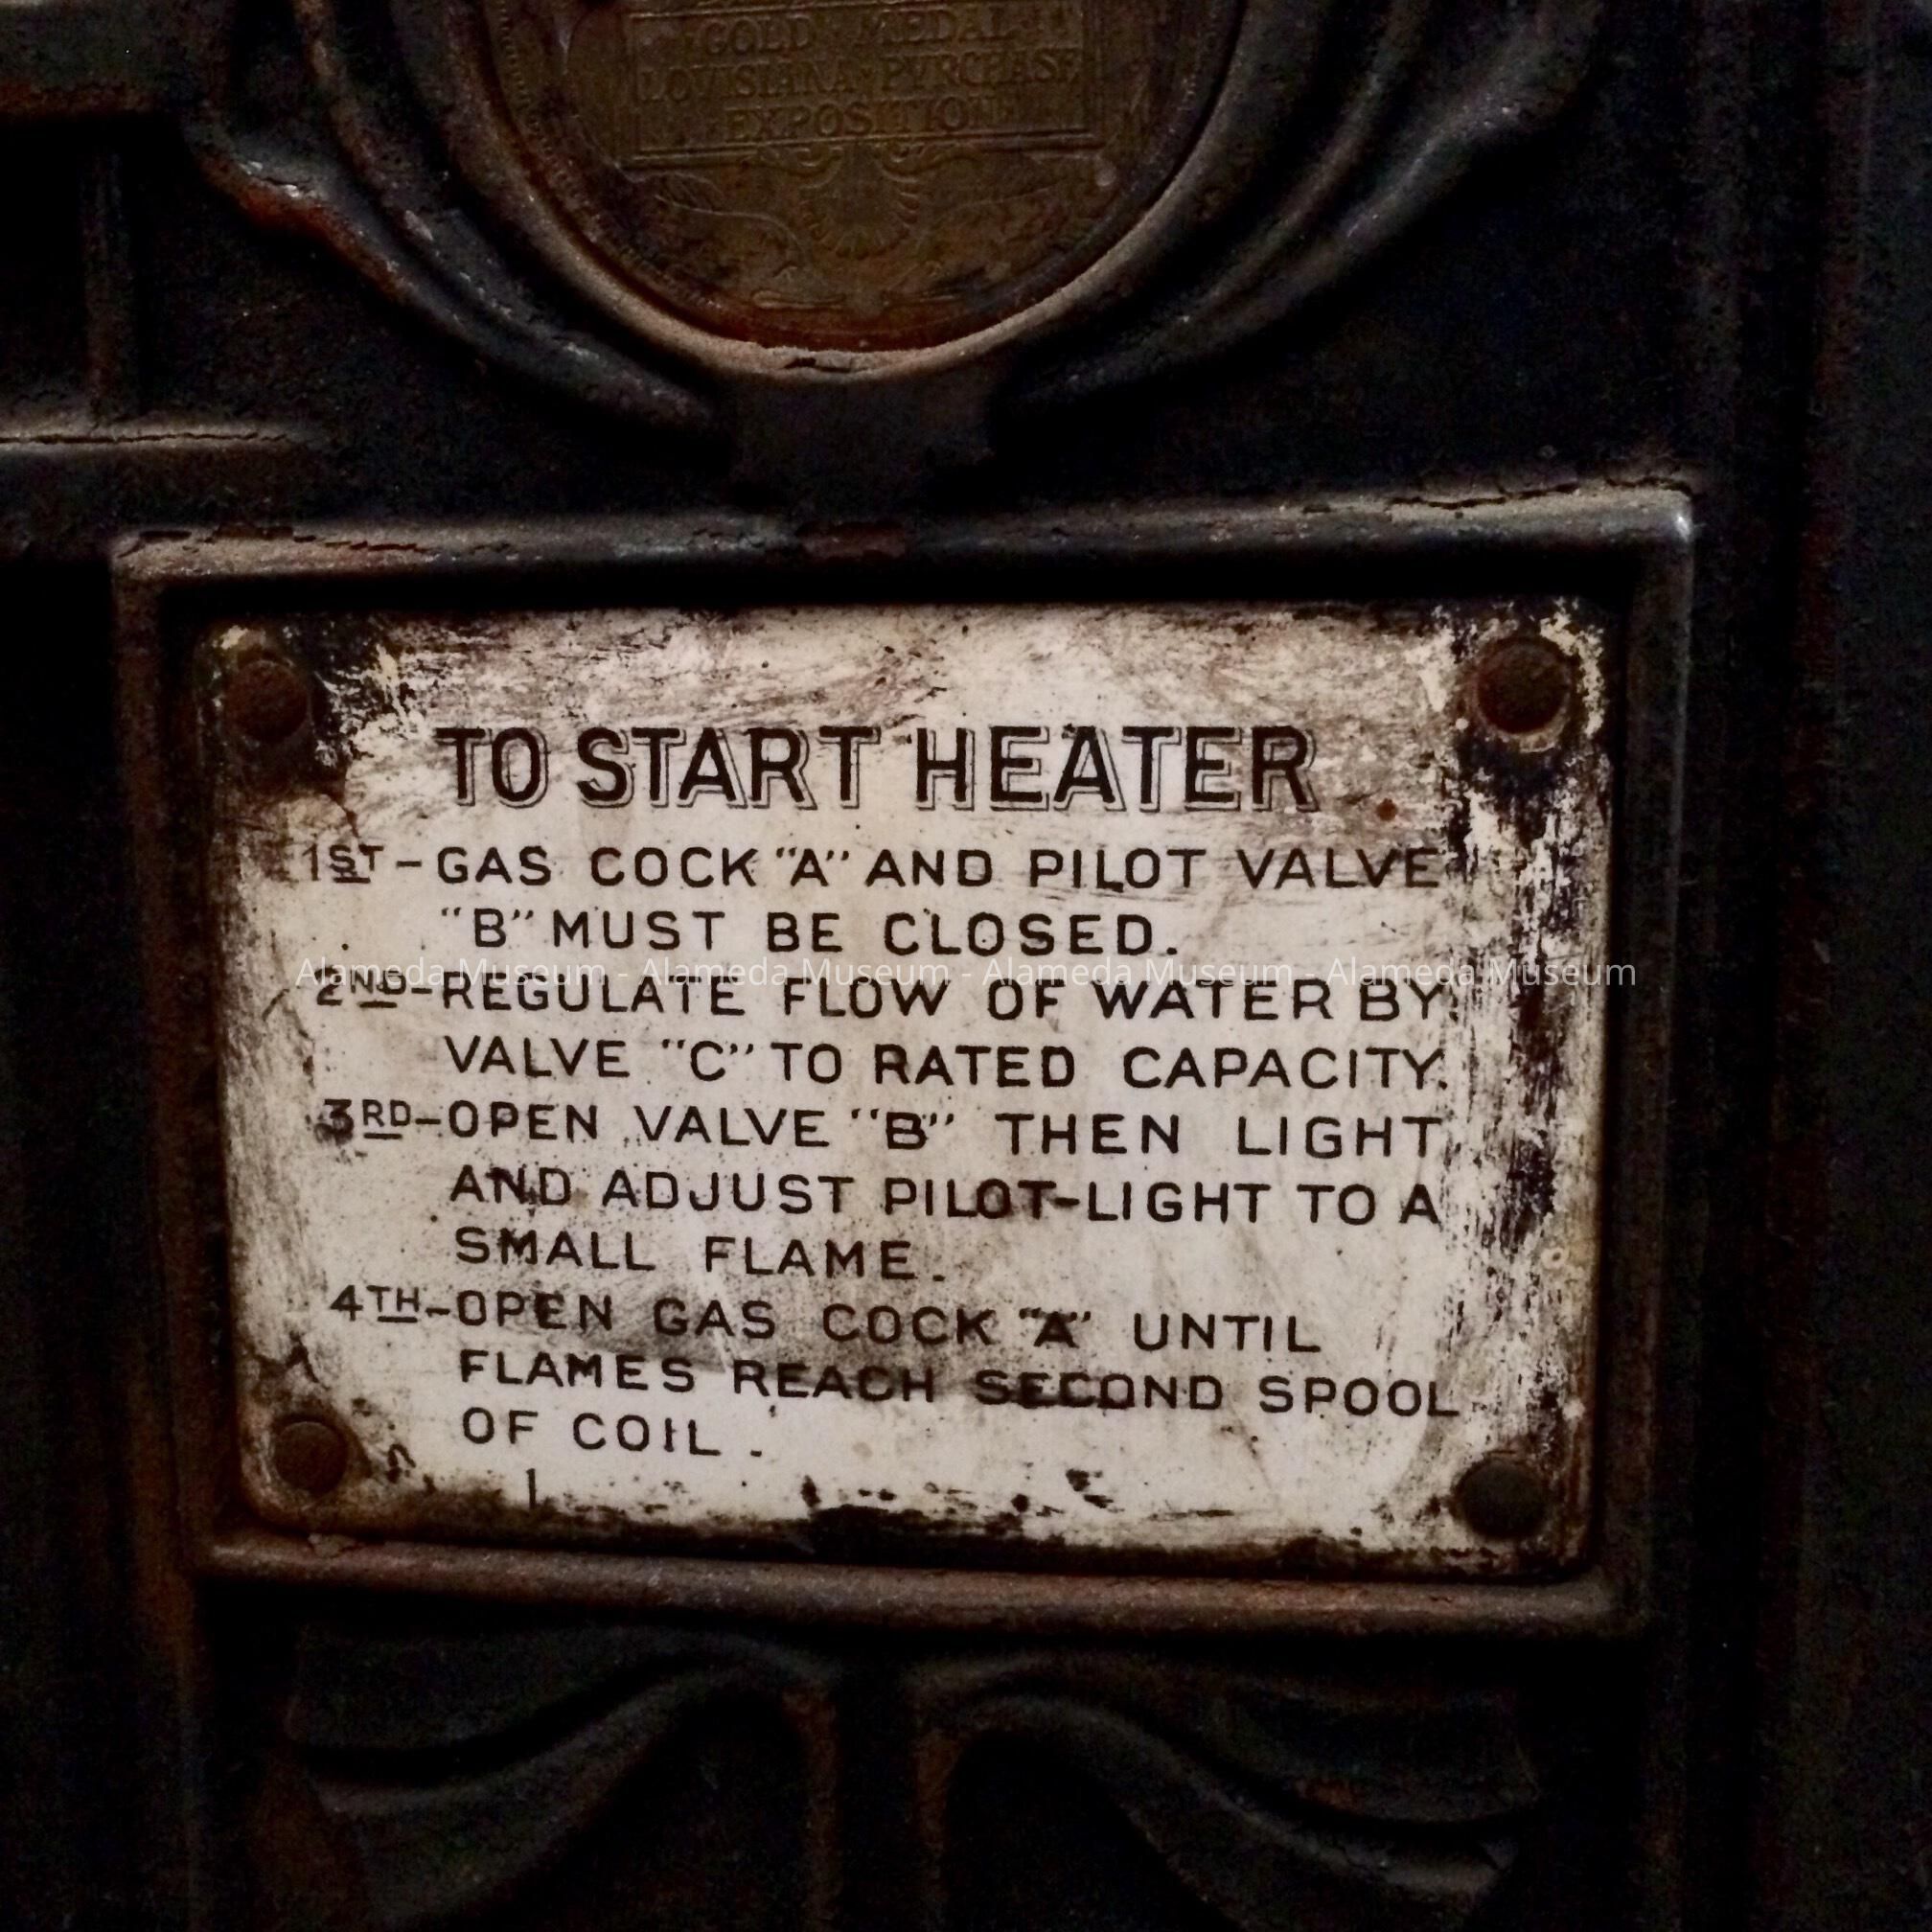 GOLD MEDAL
LOVISIANA PVRCHASE
EXPOSITION
TO START HEATER
1ST-GAS COCK "A" AND PILOT VALVE
"B" MUST BE CLOSED.
Alameda Museum - Alameda Museum - Alameda Museum - Alameda Museum
2ND-REGULATE FLOW OF WATER BY
VALVE "C" TO RATED CAPACITY.
3RD-OPEN VALVE "B" THEN LIGHT
AND ADJUST PILOT-LIGHT TO A
SMALL FLAME.
4TH-OPEN GAS COCK "A" UNTIL
FLAMES REACH SECOND SPOOL
OF COIL.